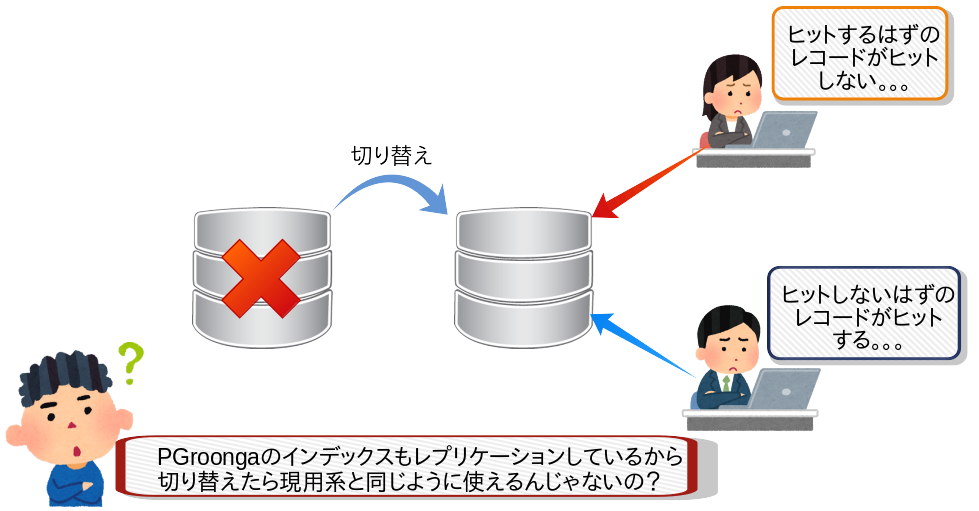 ヒットするはずの
レコードがヒット
しない。。。
切り替え
ヒットしないはずの
レコードがヒット
する。。。
?
PGroongaのインデックスもレプリケーションしているから
切り替えたら現用系と同じように使えるんじゃないの？